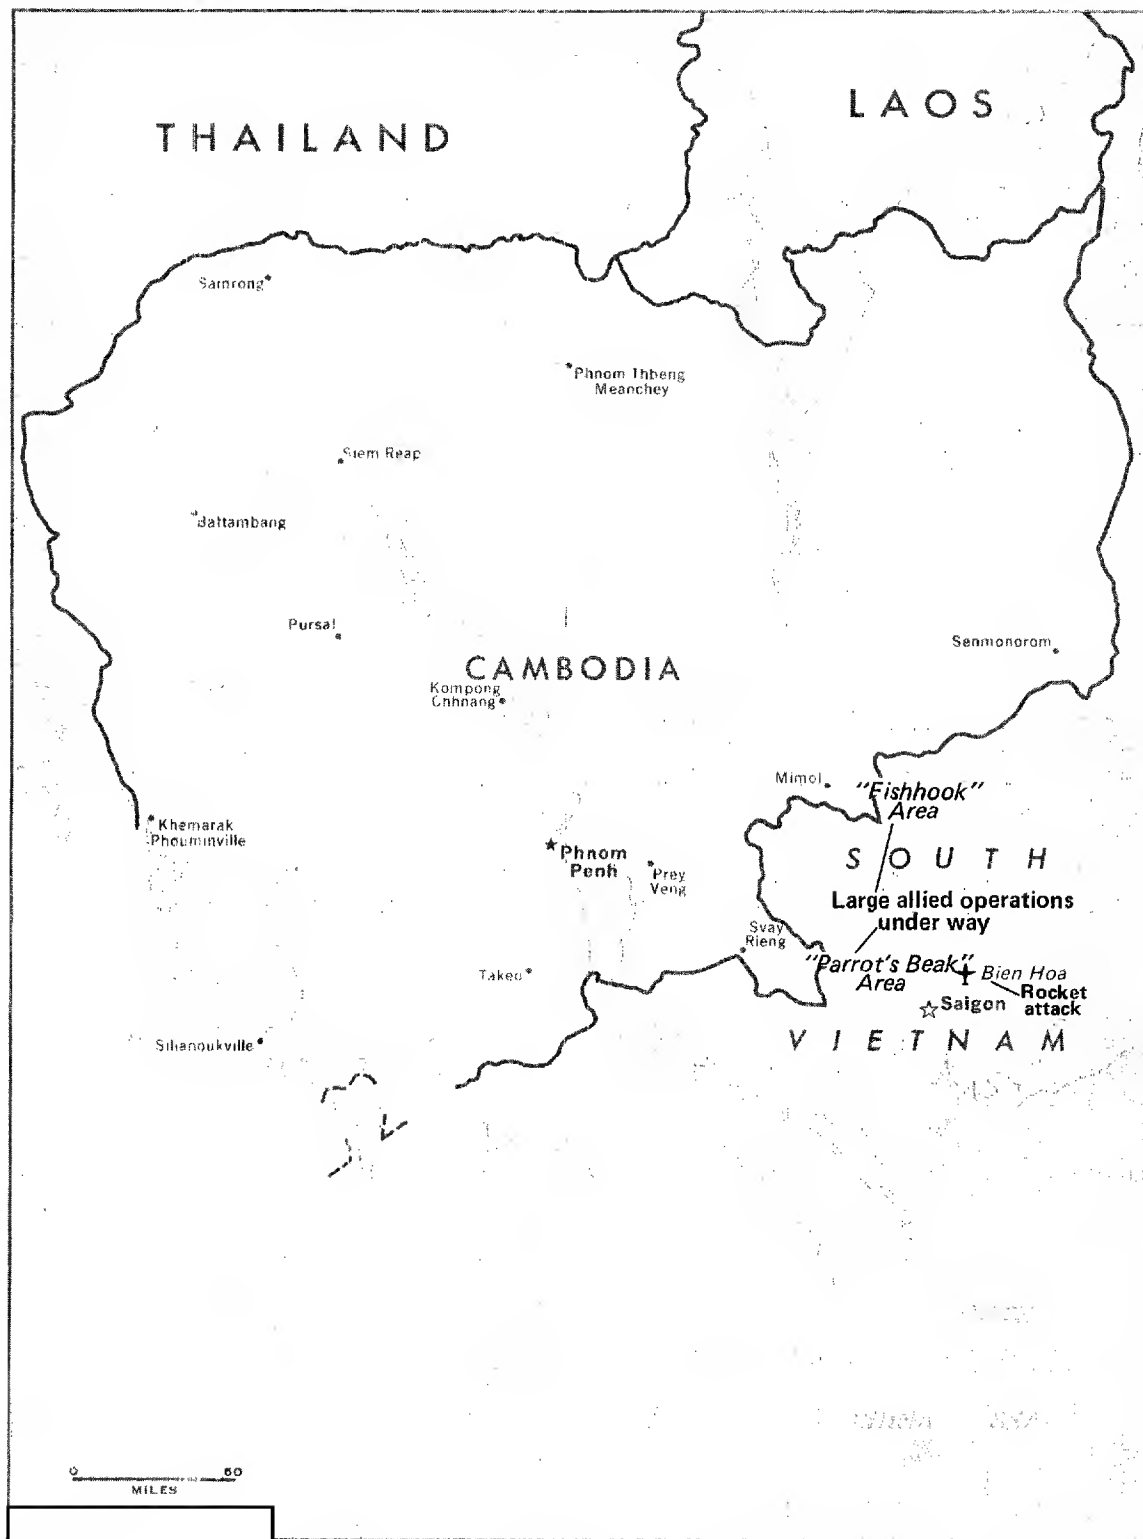 THAILAND
LAOS
Samrong
Phnom Thbeng
Meanchey
Siem Reap
Battambang
Pursat
Senmonorom
CAMBODIA
Kompong
Chhnang
Mimot
"Fishhook"
Area
Khemarak
Phouminville
Phnom
Penh
Prey
Veng
SOUTH
Large allied operations
under way
Svay
Rieng
"Parrot's Beak"
Area
Bien Hoa
Rocket
attack
Takeo
Saigon
Sihanoukville
VIETNAM
0 50
MILES